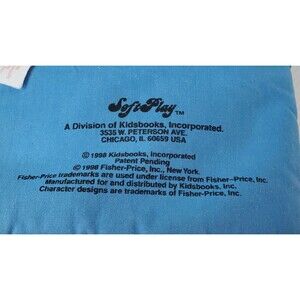 Soft Play™
A Division of Kidsbooks, Incorporated.
3535 W. PETERSON AVE.
CHICAGO, IL 60659 USA
© 1998 Kidsbooks, Incorporated
Patent Pending
© 1998 Fisher-Price, Inc., New York.
Fisher-Price trademarks are used under license from Fisher-Price, Inc.
Manufactured for and distributed by Kidsbooks, Inc.
Character designs are trademarks of Fisher-Price, Inc.